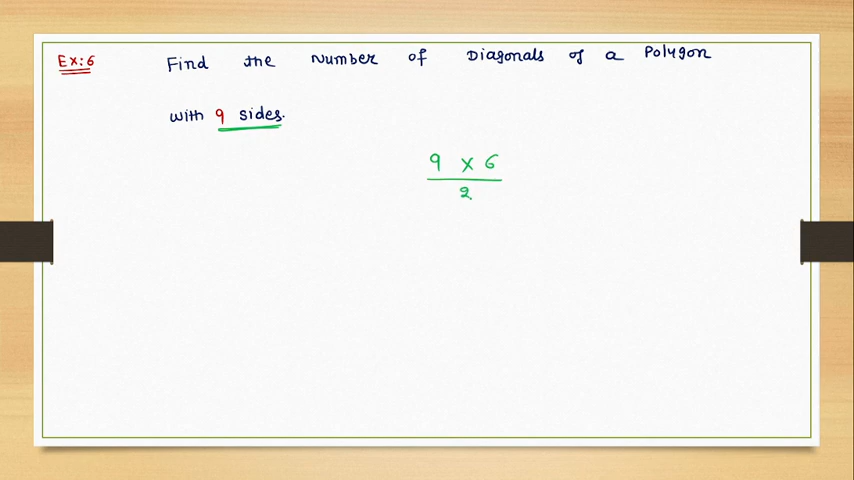 Ex:6
Find the Number of Diagonals of a Polygon
with 9 sides.
9 x 6
2